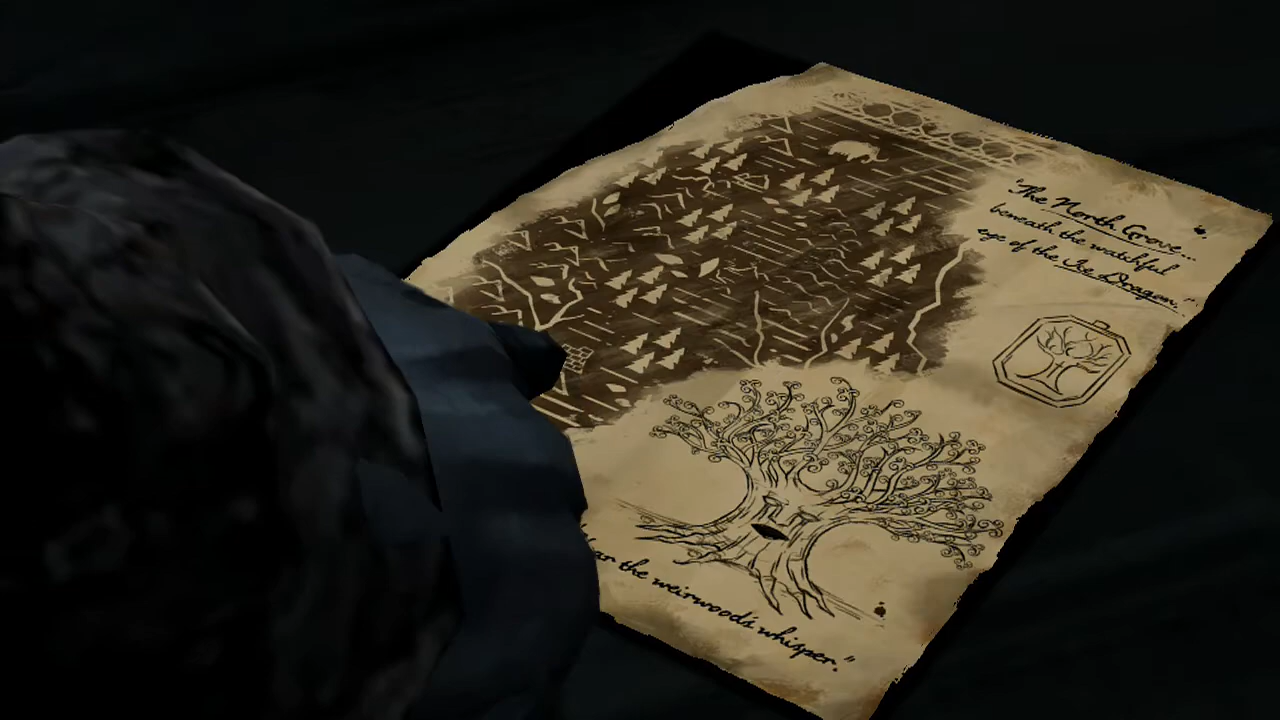 "The North Grove...
beneath the watchful
eye of the Ice Dragon."
the weirwood's whisper."